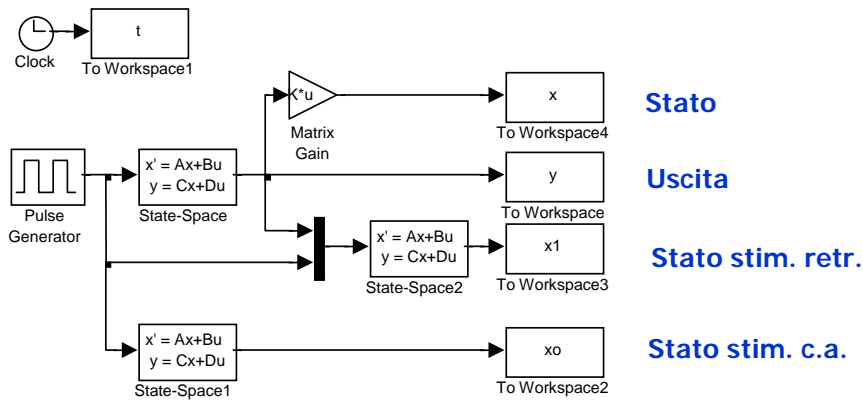 t
Clock
To Workspace1
K*u
Matrix
Gain
x
To Workspace4
Stato
Pulse
Generator
x' = Ax+Bu
y = Cx+Du
State-Space
y
To Workspace
Uscita
x' = Ax+Bu
y = Cx+Du
State-Space2
x1
To Workspace3
Stato stim. retr.
x' = Ax+Bu
y = Cx+Du
State-Space1
xo
To Workspace2
Stato stim. c.a.